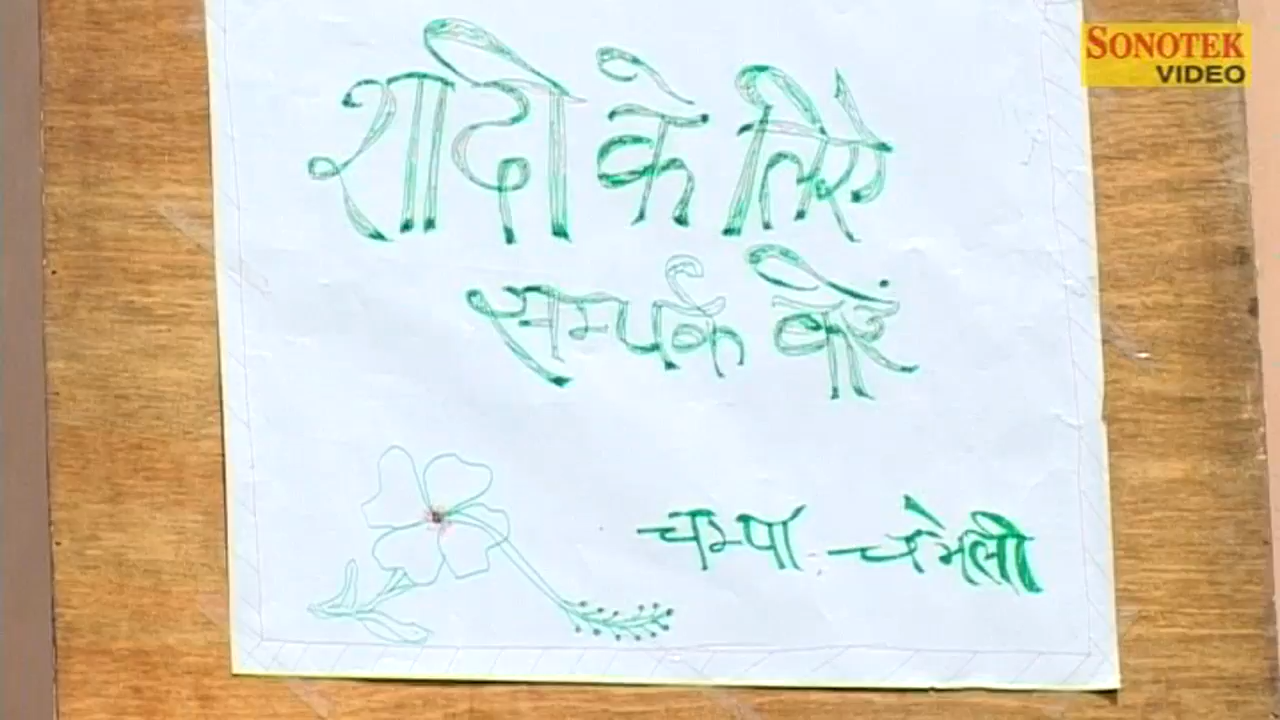 SONOTEK
VIDEO
शादी के लिए
सम्पर्क करें
चम्पा चमेली